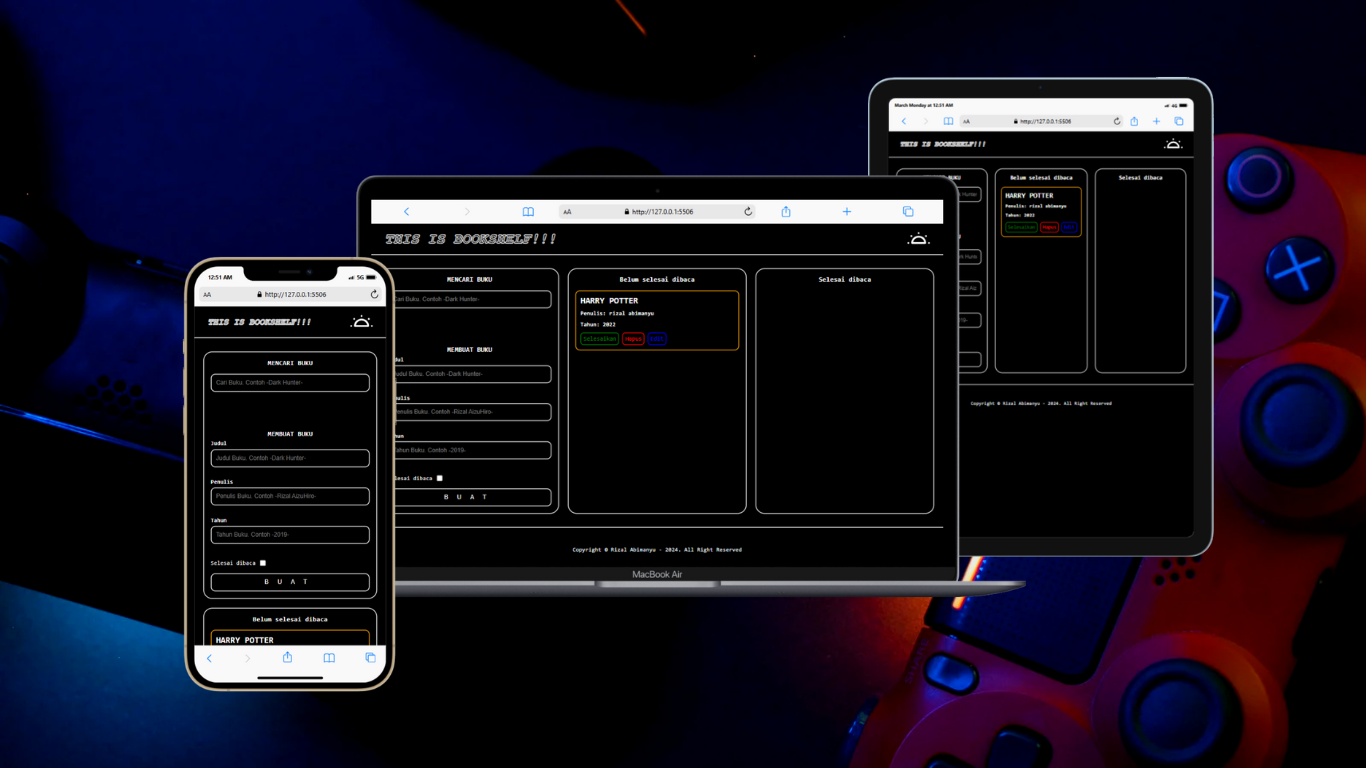 12:51 AM
5G
AA
http://127.0.0.1:5506
THIS IS BOOKSHELF!!!
MENCARI BUKU
Cari Buku. Contoh -Dark Hunter-
MEMBUAT BUKU
Judul
Judul Buku. Contoh -Dark Hunter-
Penulis
Penulis Buku. Contoh -Rizal AizuHiro-
Tahun
Tahun Buku. Contoh -2019-
Selesai dibaca
B U A T
Belum selesai dibaca
HARRY POTTER
AA
http://127.0.0.1:5506
THIS IS BOOKSHELF!!!
MENCARI BUKU
Cari Buku. Contoh -Dark Hunter-
MEMBUAT BUKU
Judul Buku. Contoh -Dark Hunter-
Penulis Buku. Contoh -Rizal AizuHiro-
Tahun Buku. Contoh -2019-
dibaca
B U A T
Belum selesai dibaca
HARRY POTTER
Penulis: rizal abimanyu
Tahun: 2022
Selesaikan Hapus Edit
Selesai dibaca
Copyright © Rizal Abimanyu - 2024. All Right Reserved
MacBook Air
March Monday at 12:51 AM
4G
AA
http://127.0.0.1:5506
THIS IS BOOKSHELF!!!
BUKU
Belum selesai dibaca
HARRY POTTER
Penulis: rizal abimanyu
Tahun: 2022
Selesaikan Hapus Edit
Selesai dibaca
Copyright © Rizal Abimanyu - 2024. All Right Reserved